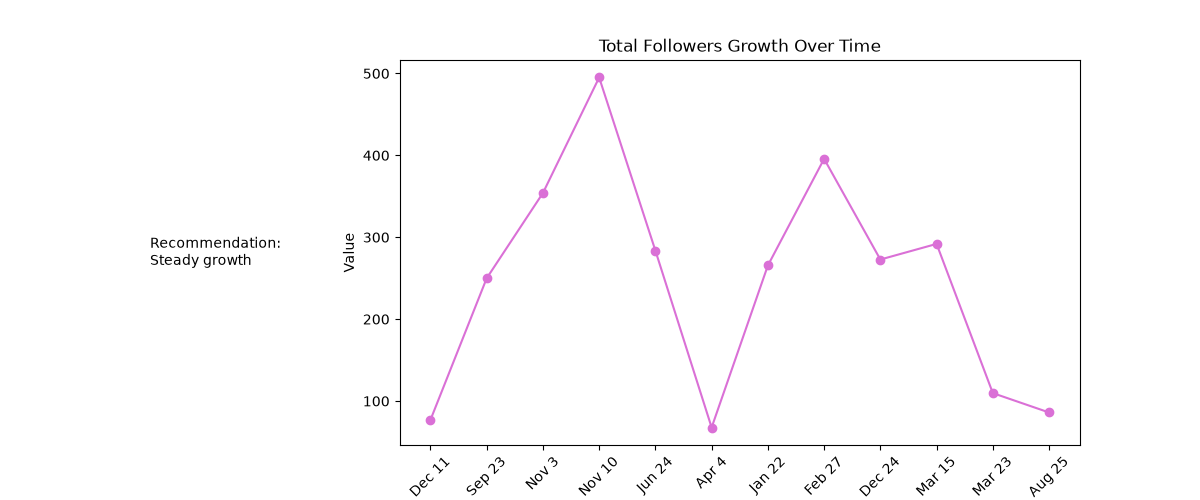 Total Followers Growth Over Time
Recommendation:
Steady growth
Value
500
400
300
200
100
Dec 11
Sep 23
Nov 3
Nov 10
Jun 24
Apr 4
Jan 22
Feb 27
Dec 24
Mar 15
Mar 23
Aug 25